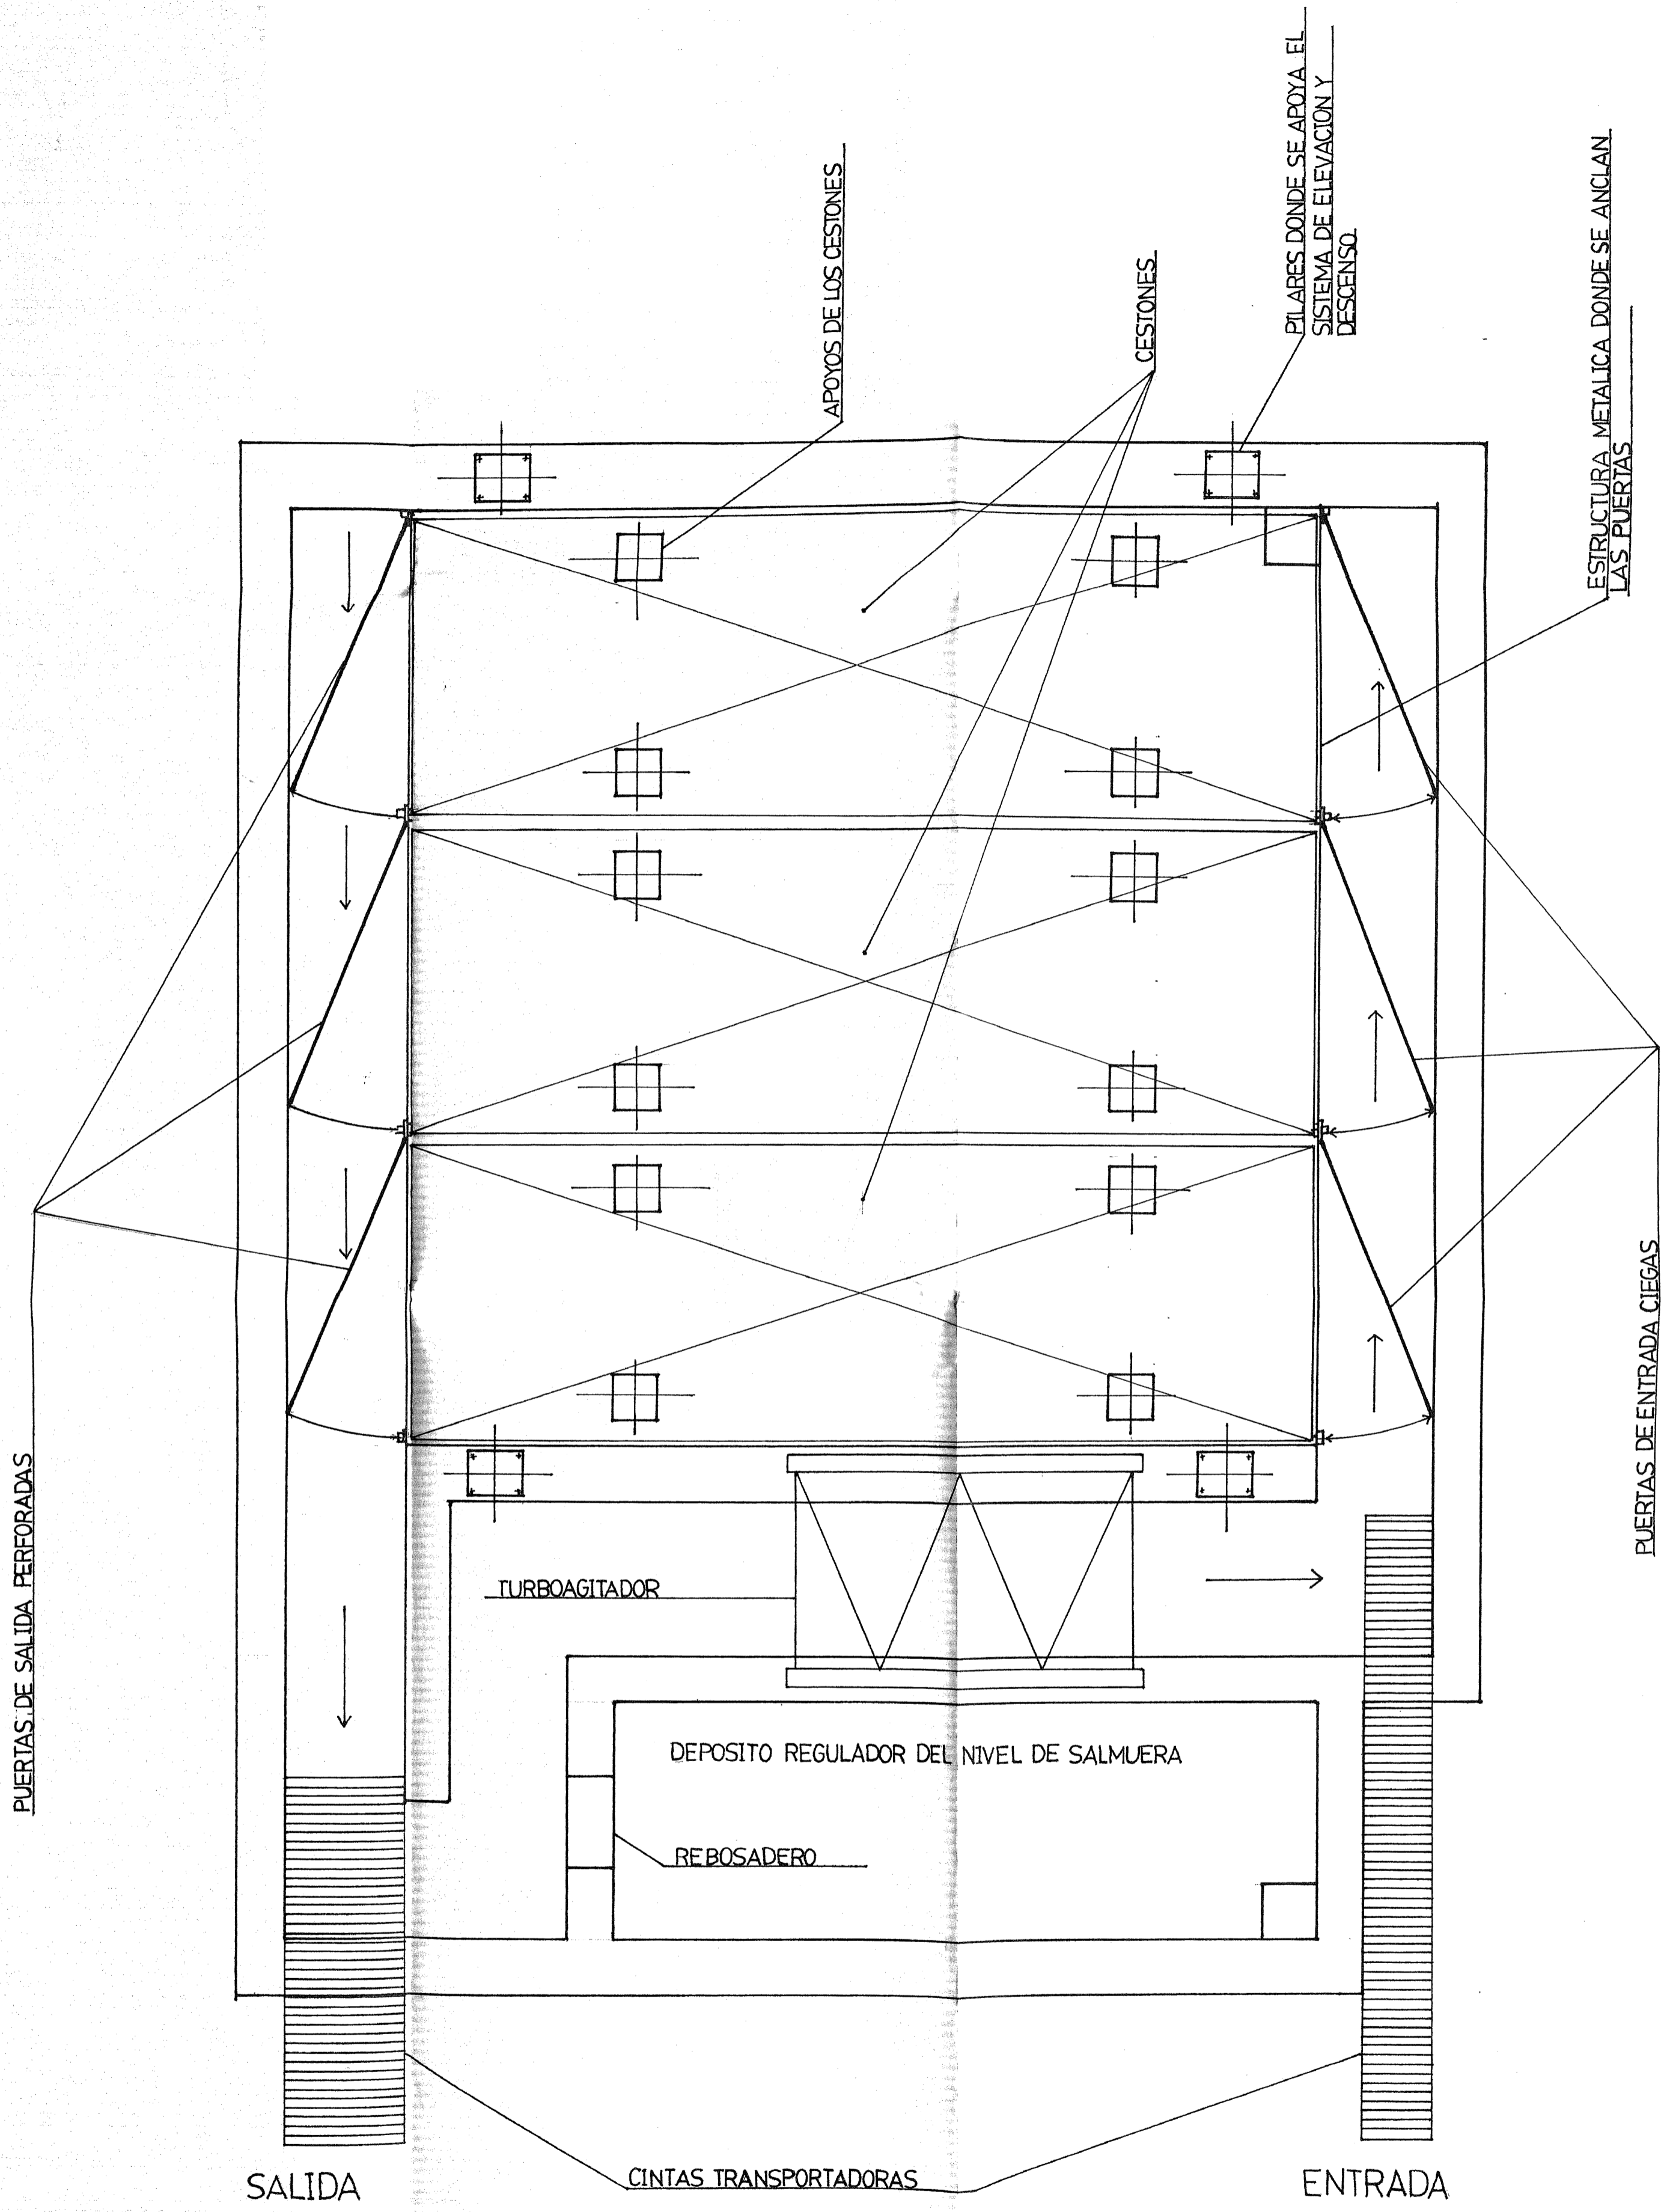 PILARES DONDE SE APOYA EL
SISTEMA DE ELEVACION Y
DESCENSO
APOYOS DE LOS CESTONES
CESTONES
ESTRUCTURA METALICA DONDE SE ANCLAN
LAS PUERTAS
PUERTAS DE SALIDA PERFORADAS
PUERTAS DE ENTRADA CIEGAS
TURBOAGITADOR
DEPOSITO REGULADOR DEL NIVEL DE SALMUERA
REBOSADERO
CINTAS TRANSPORTADORAS
SALIDA
ENTRADA